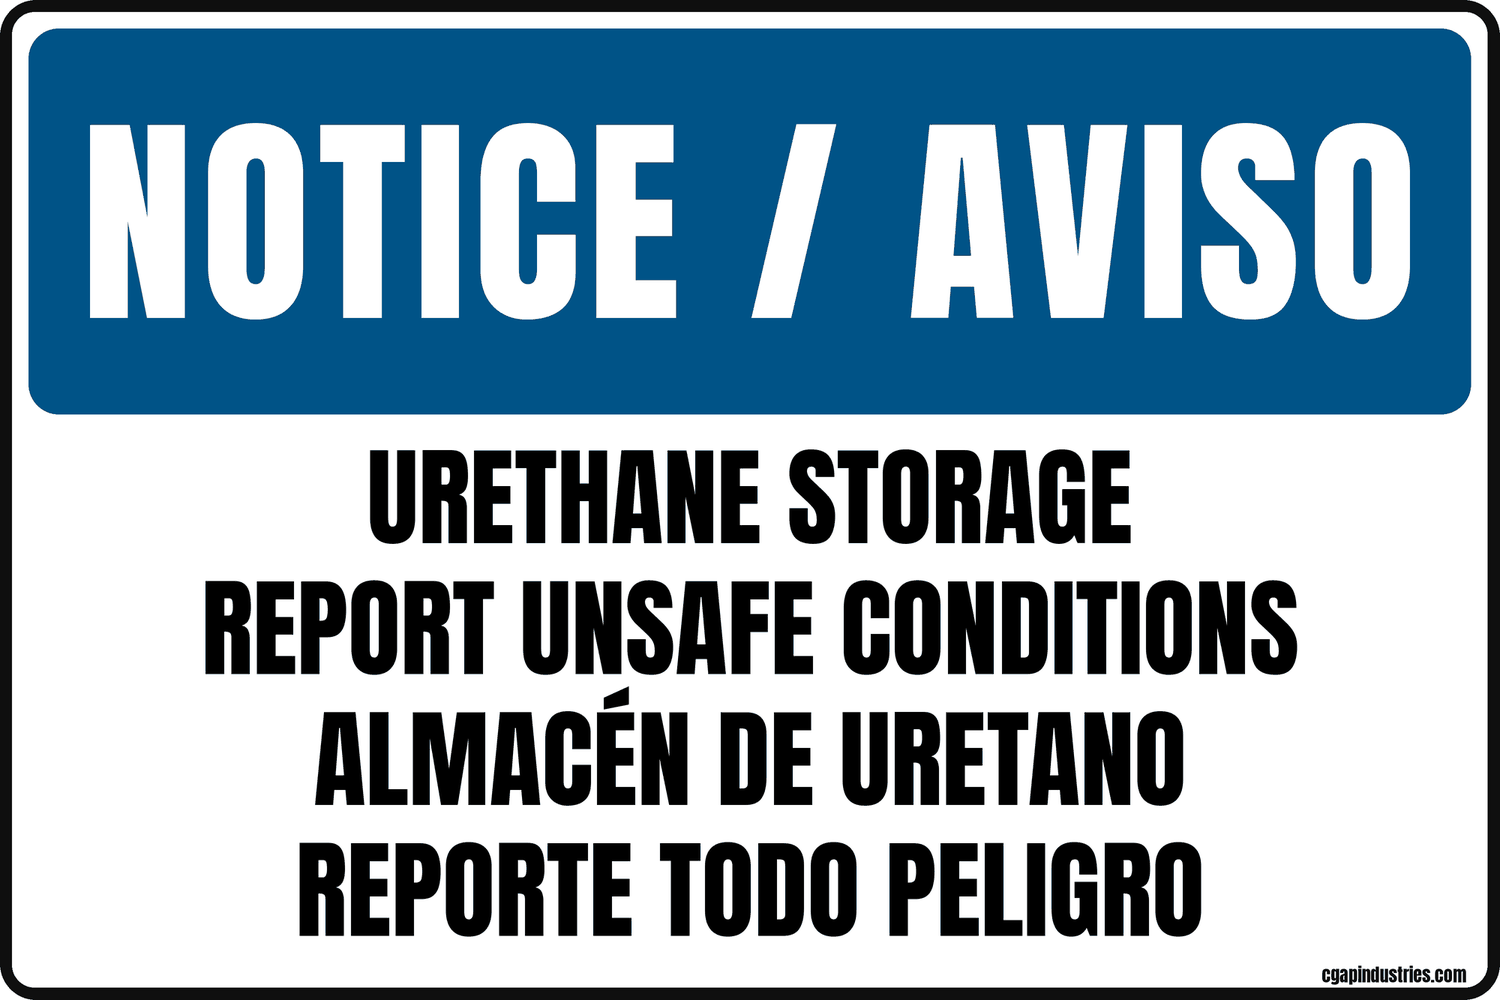 NOTICE / AVISO
URETHANE STORAGE
REPORT UNSAFE CONDITIONS
ALMACÉN DE URETANO
REPORTE TODO PELIGRO
cgapindustries.com